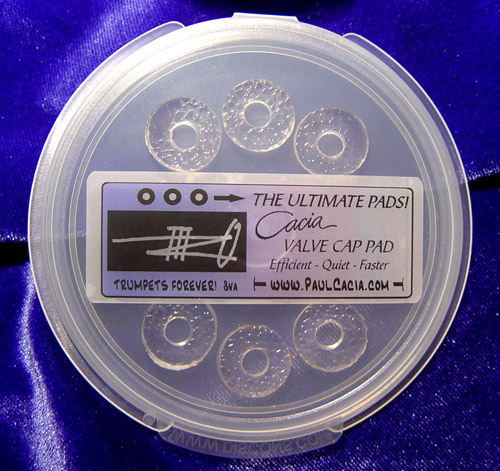 THE ULTIMATE PADS!
Cacia
VALVE CAP PAD
Efficient - Quiet - Faster
TRUMPETS FOREVER! 8VA
WWW.PAULCACIA.COM